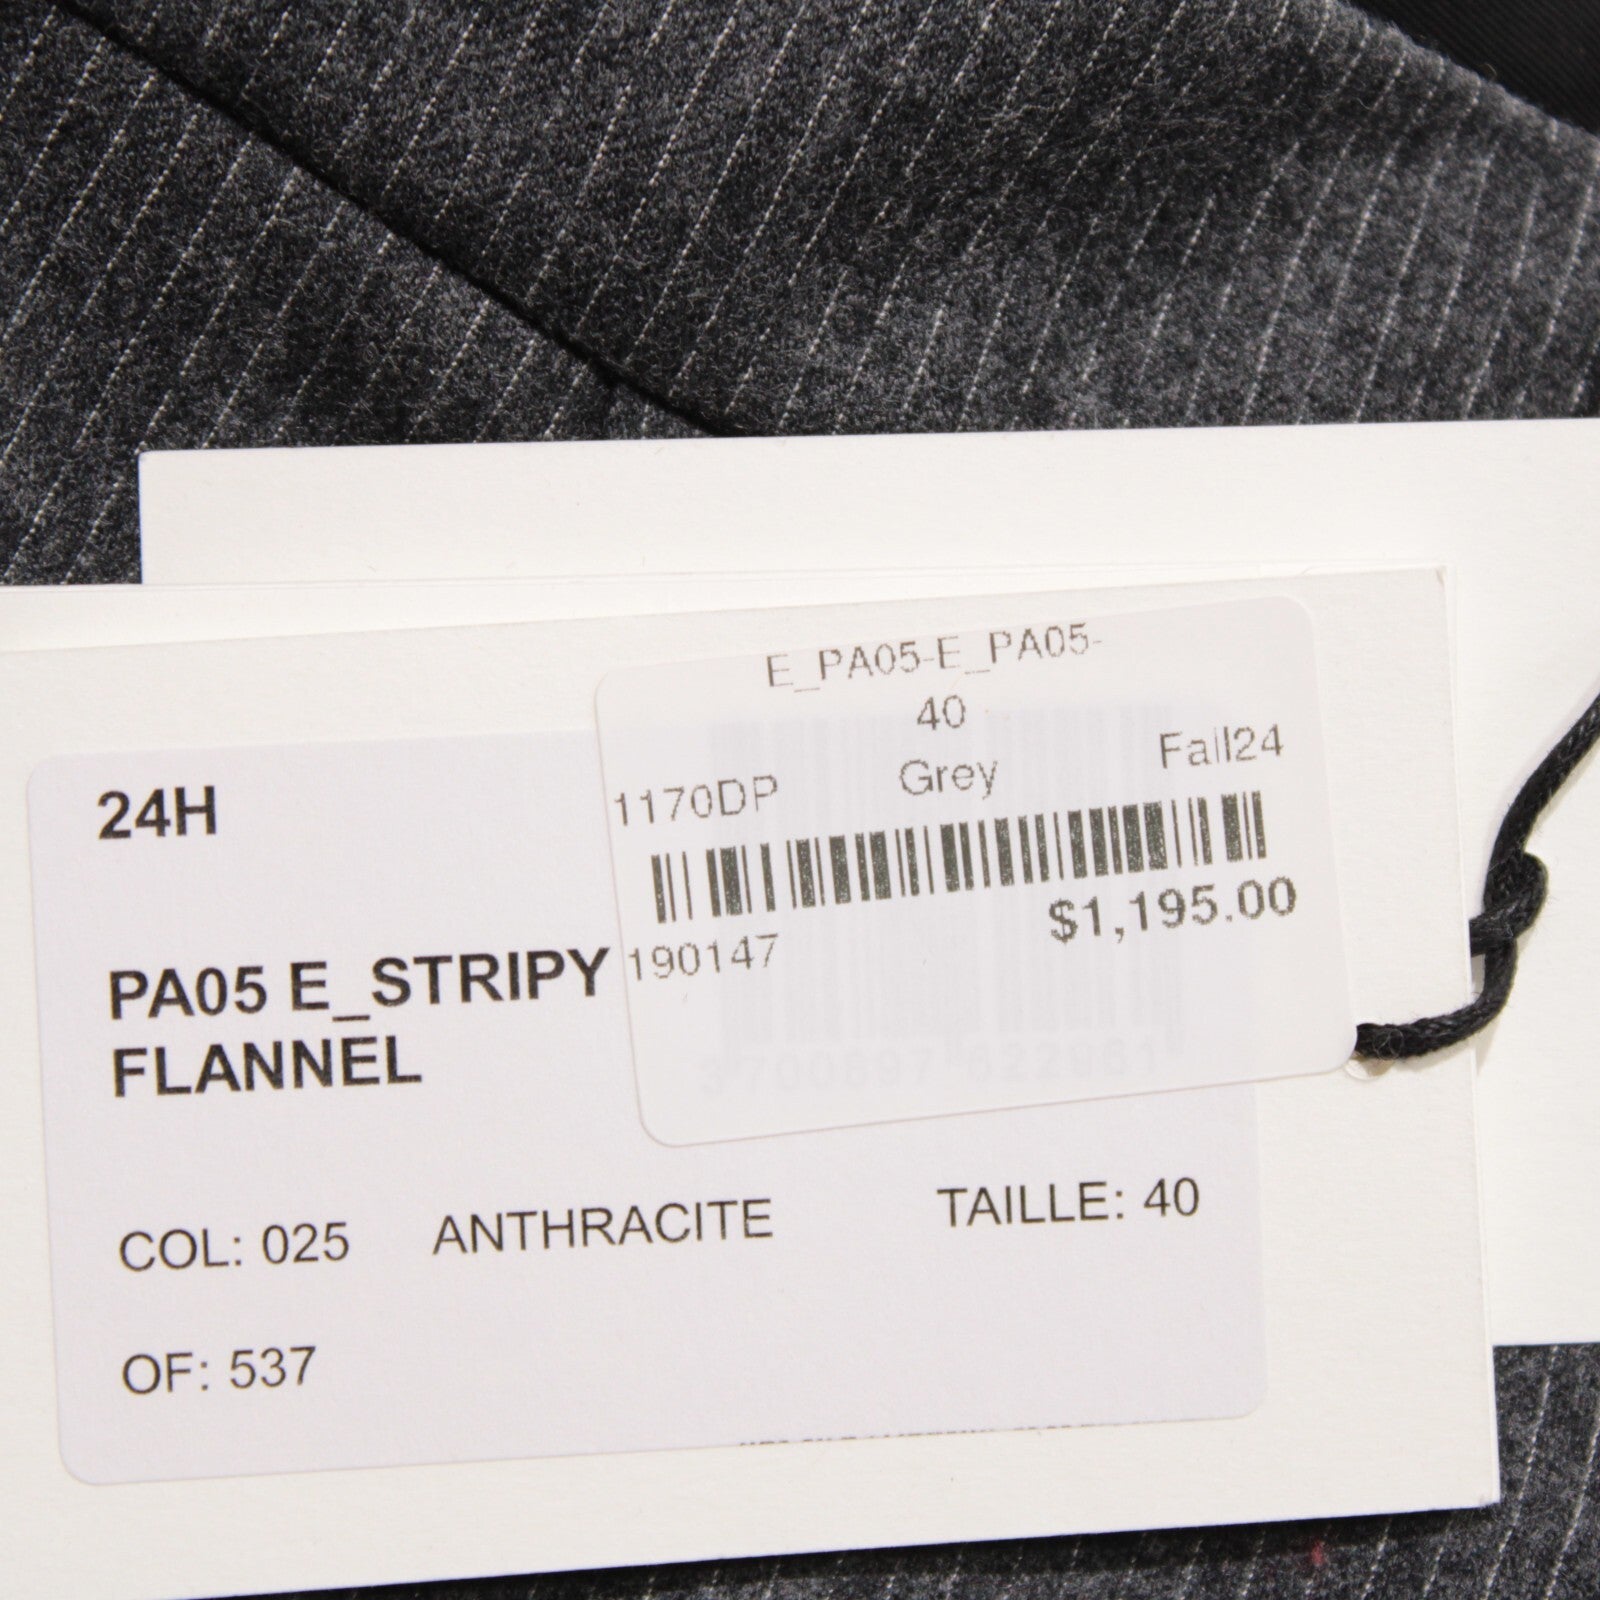 E_PA05-E_PA05-
40
1170DP Grey Fall24
$1,195.00
190147
24H
PA05 E_STRIPY
FLANNEL
COL: 025 ANTHRACITE TAILLE: 40
OF: 537